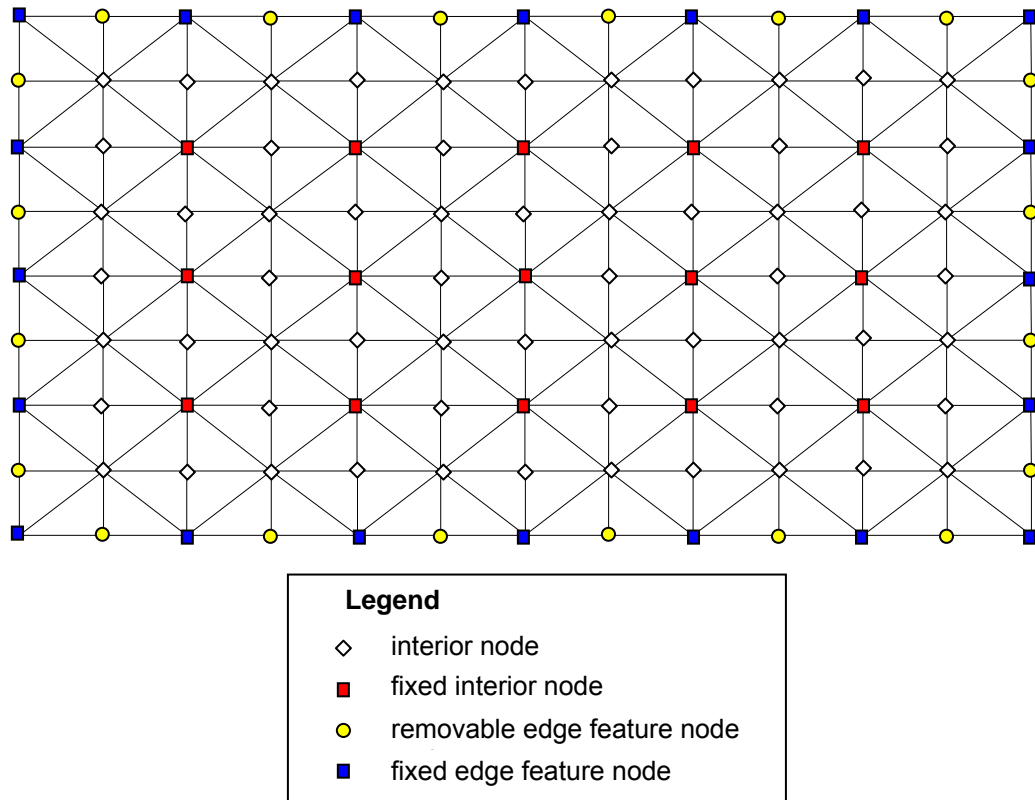 Legend
interior node
fixed interior node
removable edge feature node
fixed edge feature node